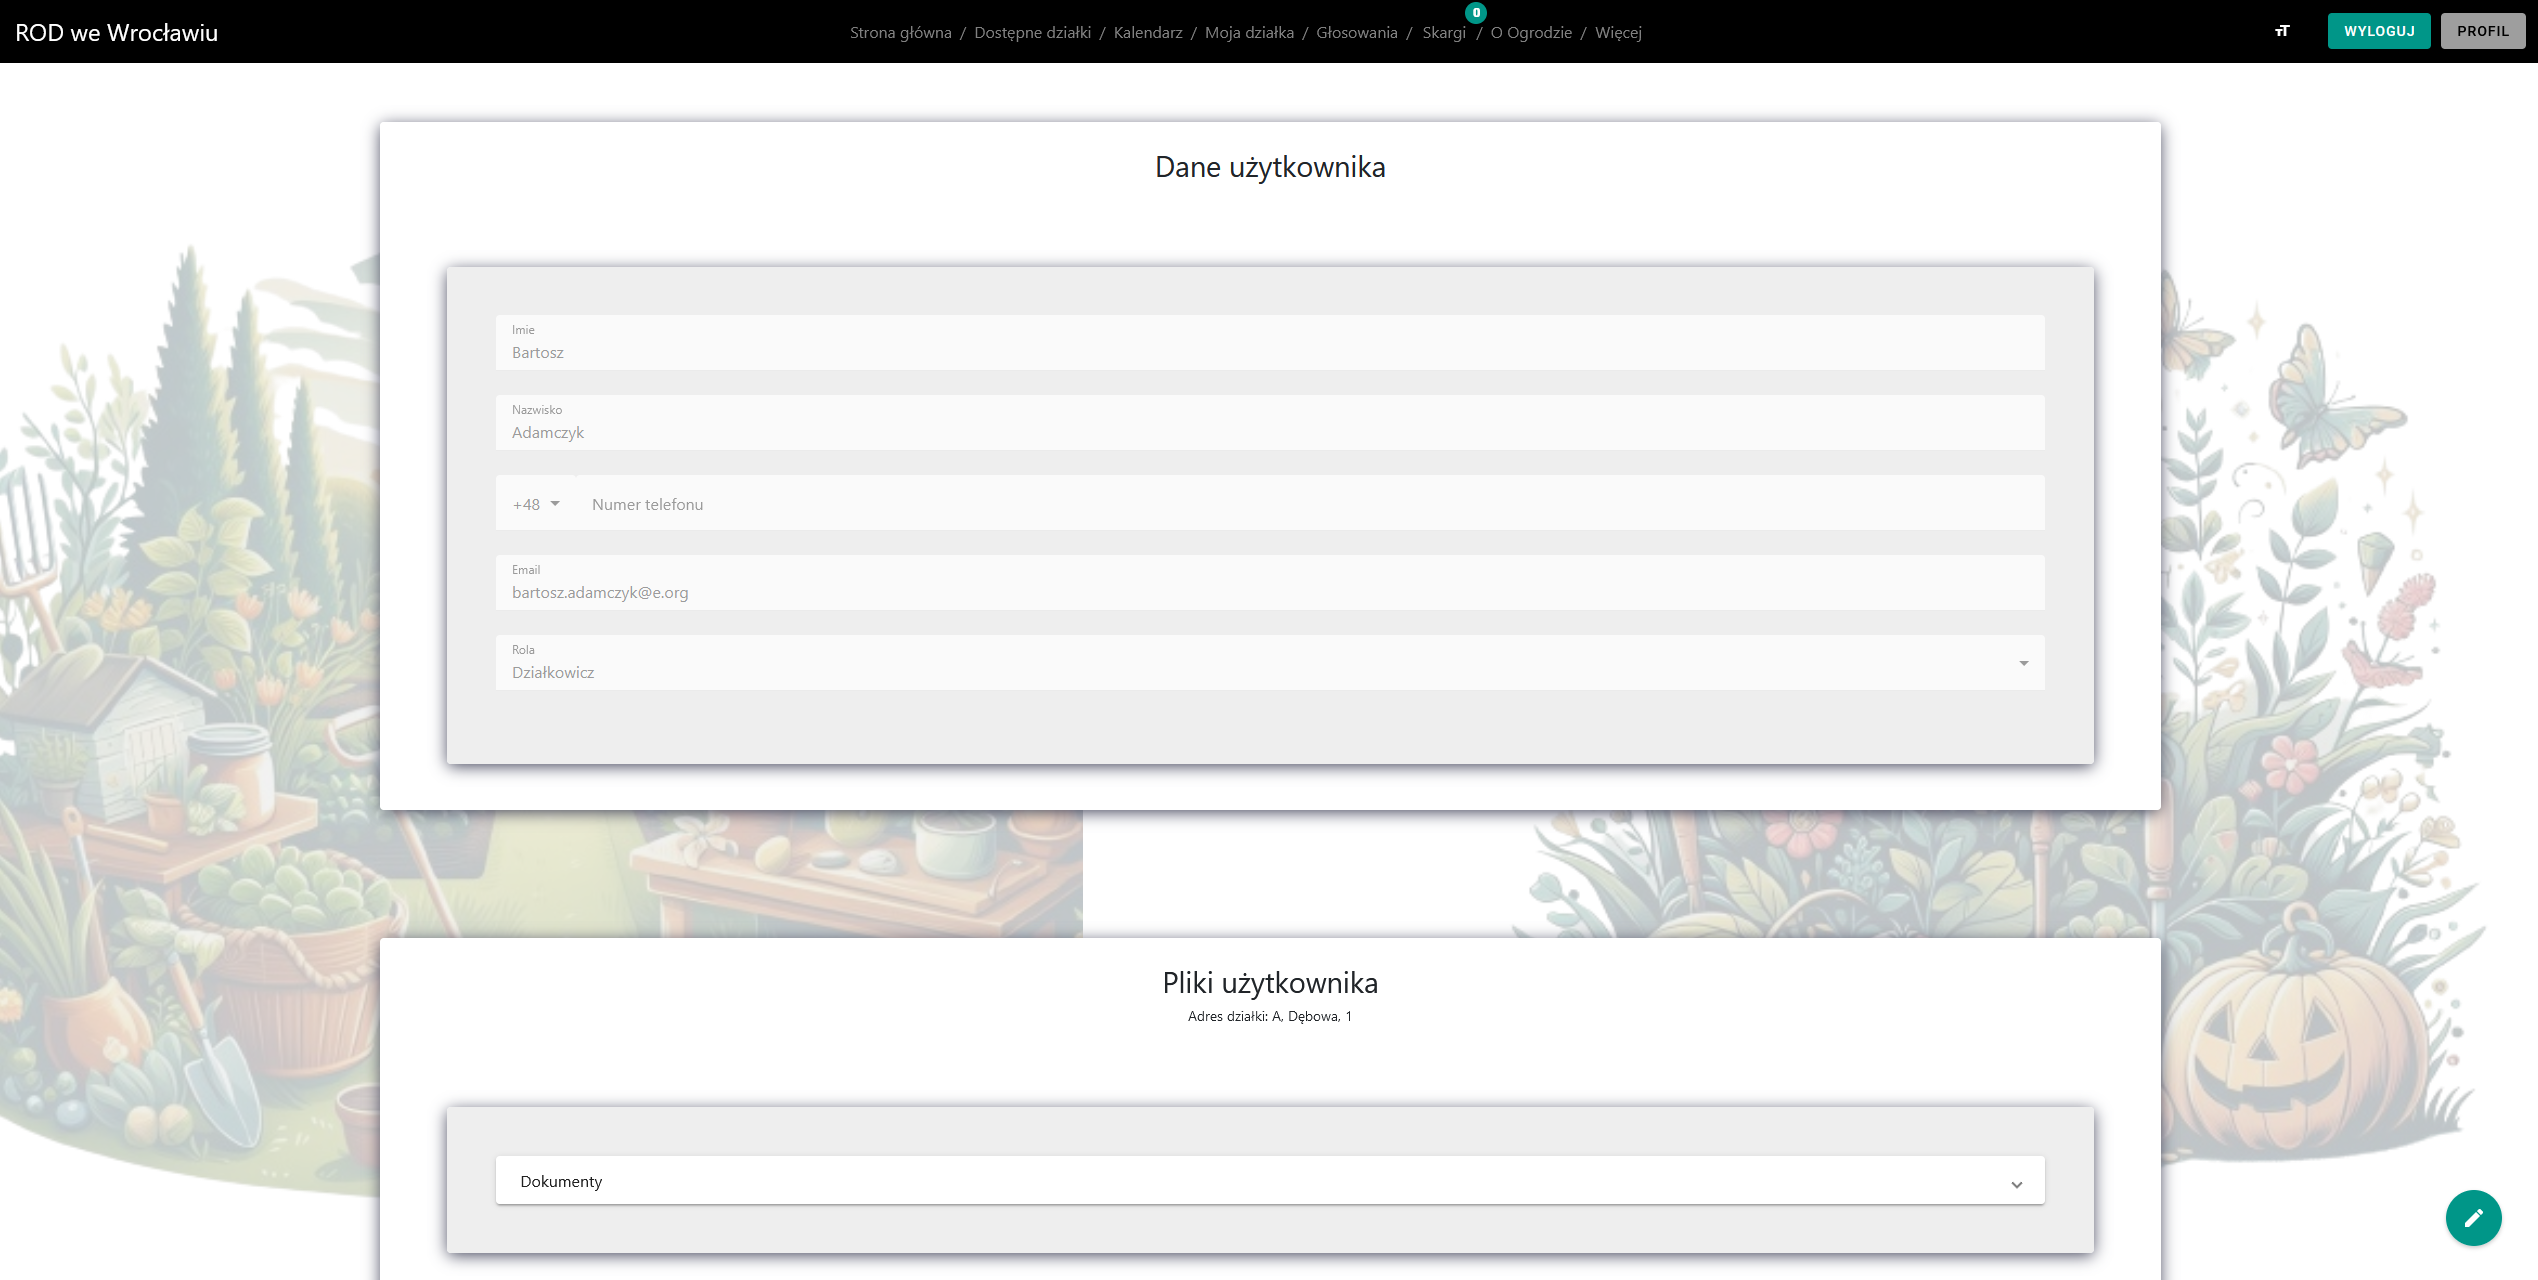 ROD we Wrocławiu
Strona główna / Dostępne działki / Kalendarz / Moja działka / Głosowania / Skargi 0 / O Ogrodzie / Więcej
WYLOGUJ
PROFIL
Dane użytkownika
Imie
Bartosz
Nazwisko
Adamczyk
+48 Numer telefonu
Email
bartosz.adamczyk@e.org
Rola
Działkowicz
Pliki użytkownika
Adres działki: A, Dębowa, 1
Dokumenty